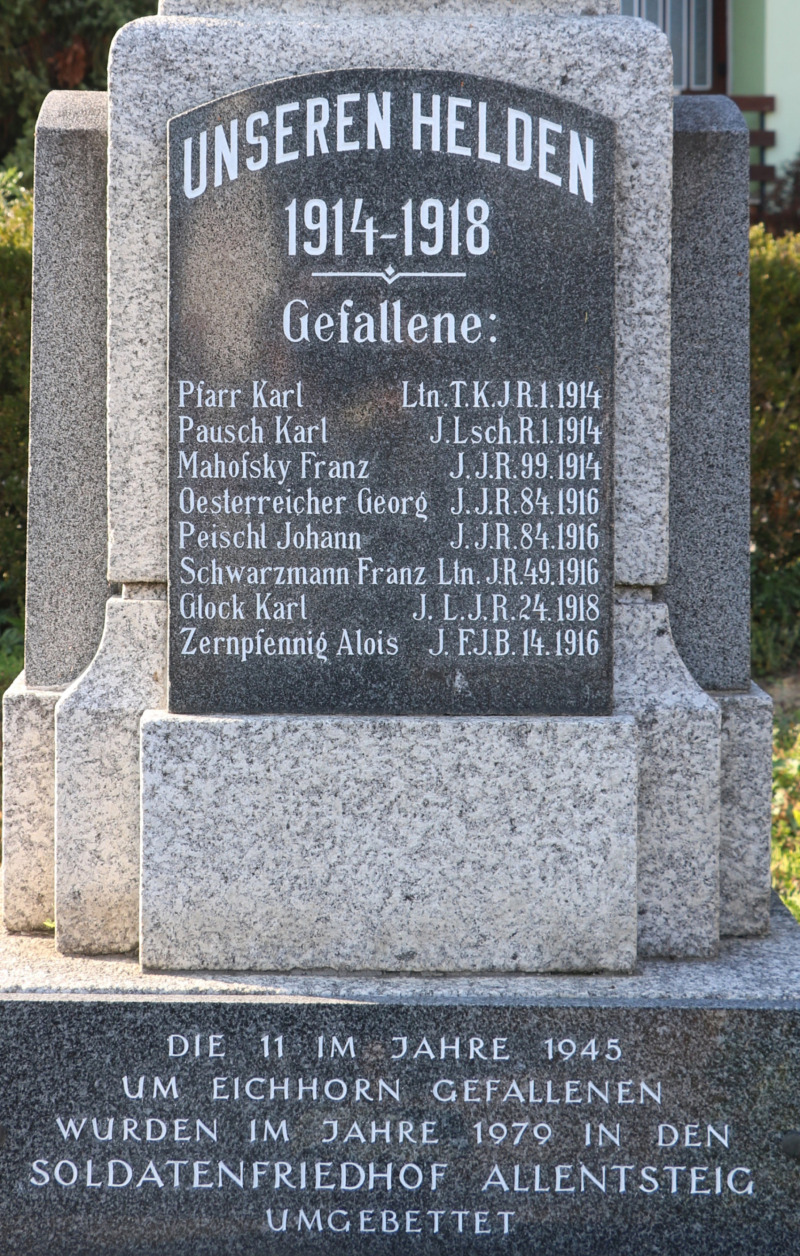 UNSEREN HELDEN
1914-1918
Gefallene:
Pfarr Karl Ltn.T.K.J.R.1.1914
Pausch Karl J.Lsch.R.1.1914
Mahofsky Franz J.J.R.99.1914
Oesterreicher Georg J.J.R.84.1916
Peischl Johann J.J.R.84.1916
Schwarzmann Franz Ltn. J.R.49.1916
Glock Karl J. L.J.R.24.1918
Zernpfennig Alois J. F.J.B.14.1916
DIE 11 IM JAHRE 1945
UM EICHHORN GEFALLENEN
WURDEN IM JAHRE 1979 IN DEN
SOLDATENFRIEDHOF ALLENTSTEIG
UMGEBETTET